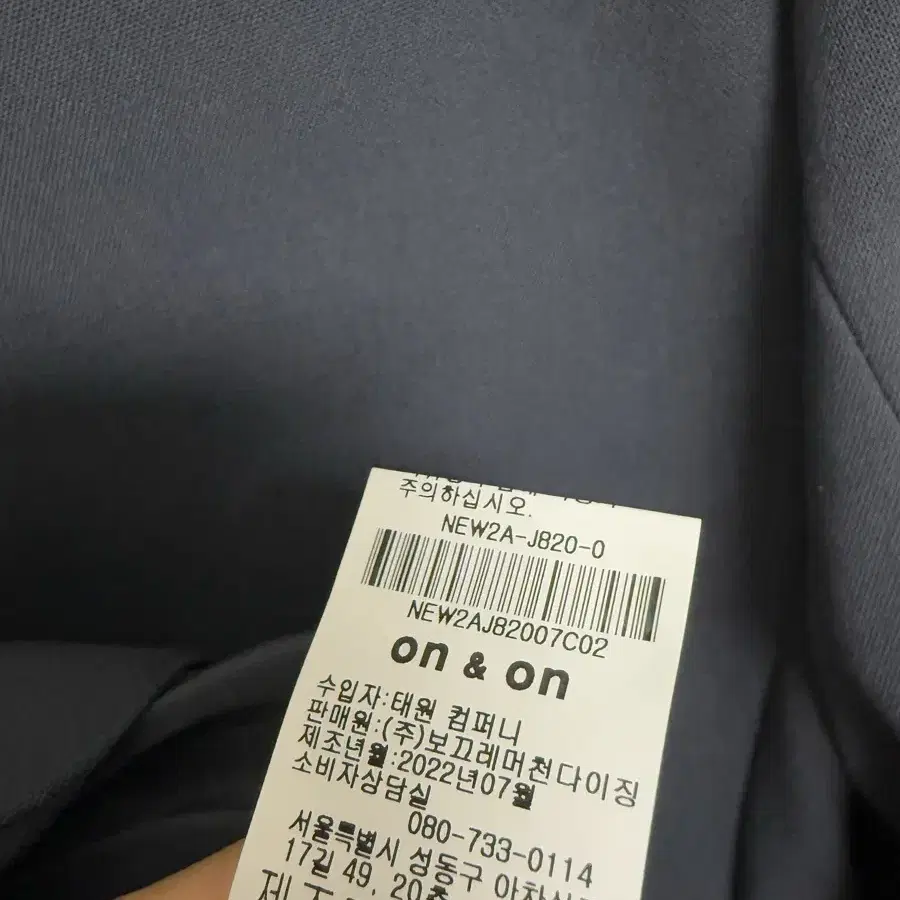 주의하십시오.
NEW2A-J820-0
NEW2AJ82007C02
on & on
수입자:태원 컴퍼니
판매원:(주)보끄레머천다이징
제조년월:2022년07월
소비자상담실
080-733-0114
서울특별시 성동구
17길 49, 20층